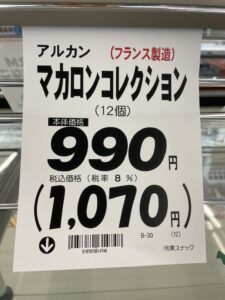 アルカン (フランス製造)
マカロンコレクション
(12個)
本体価格
990円
税込価格 (税率 8%)
(1,070円)
B-30 (12)
冷凍スナック